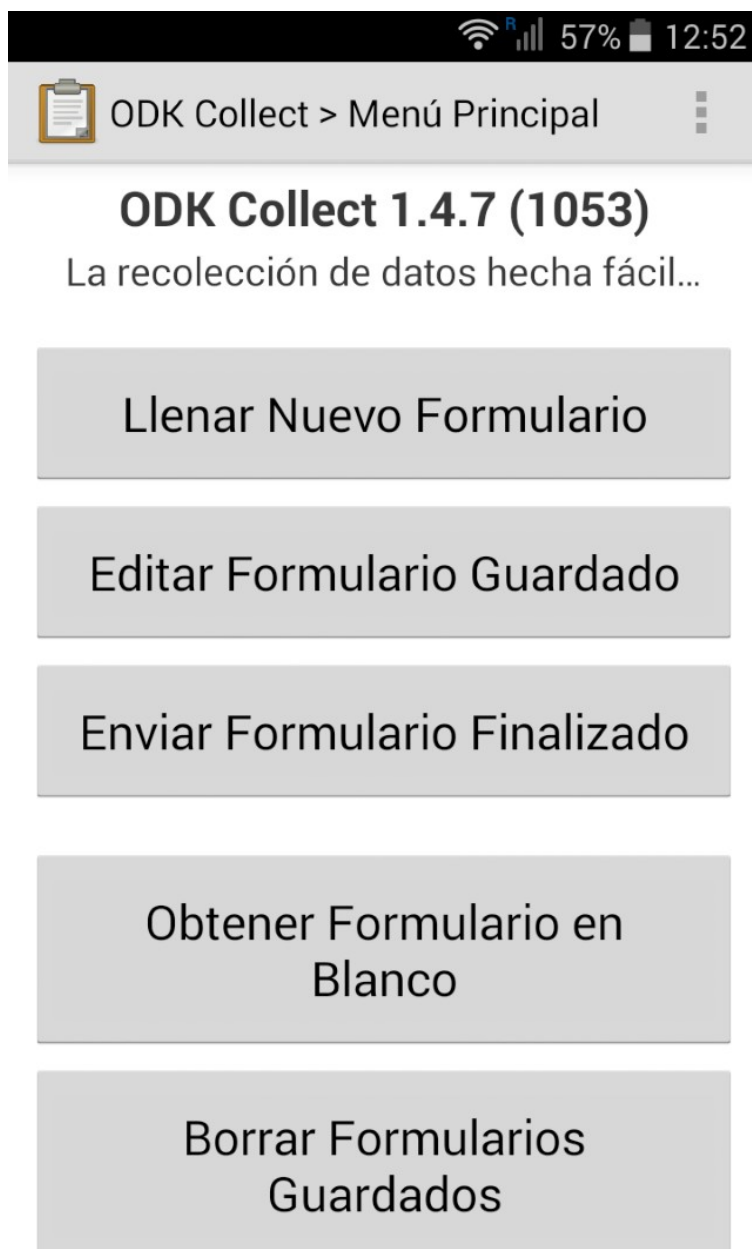 R 57% 12:52
ODK Collect > Menú Principal
ODK Collect 1.4.7 (1053)
La recolección de datos hecha fácil...
Llenar Nuevo Formulario
Editar Formulario Guardado
Enviar Formulario Finalizado
Obtener Formulario en
Blanco
Borrar Formularios
Guardados